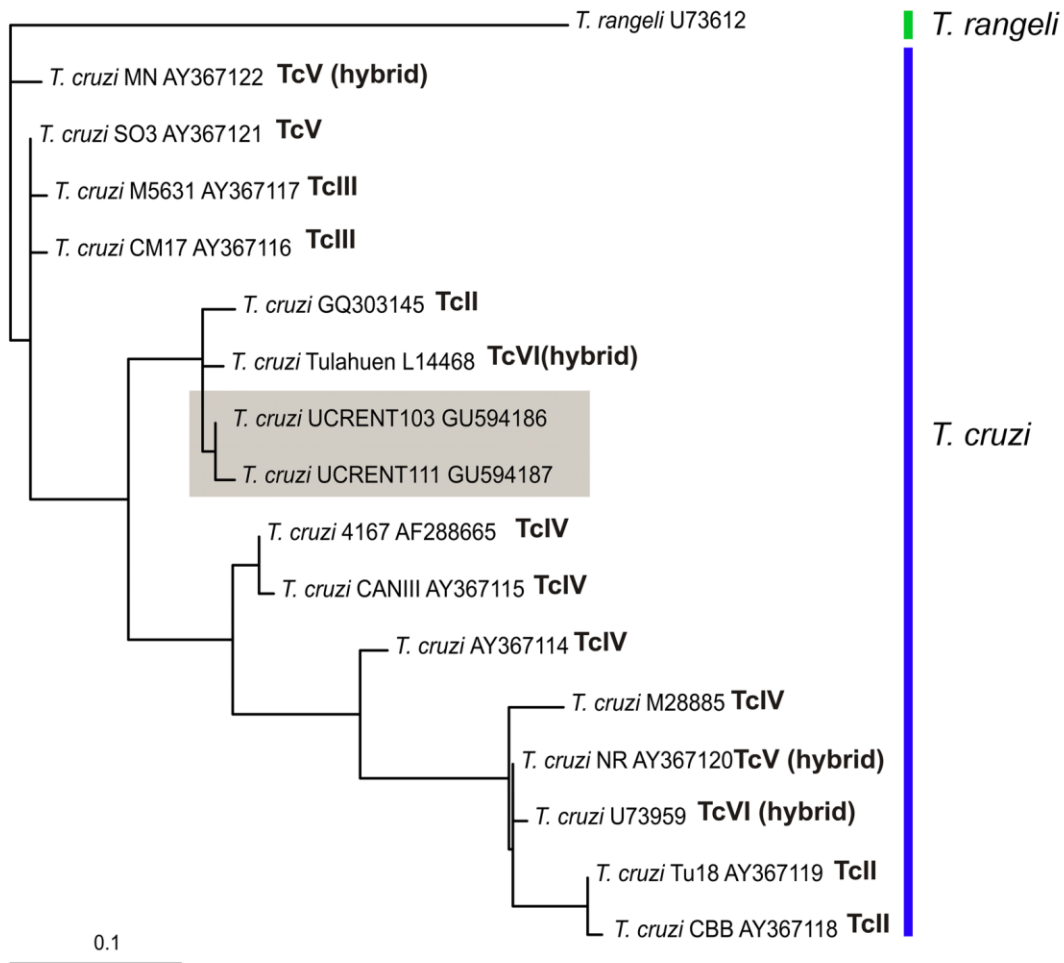 T. rangeli U73612
T. rangeli
T. cruzi MN AY367122 TcV (hybrid)
T. cruzi SO3 AY367121 TcV
T. cruzi M5631 AY367117 TcIII
T. cruzi CM17 AY367116 TcIII
T. cruzi GQ303145 TcII
T. cruzi Tulahuen L14468 TcVI(hybrid)
T. cruzi UCRENT103 GU594186
T. cruzi
T. cruzi UCRENT111 GU594187
T. cruzi 4167 AF288665 TcIV
T. cruzi CANIII AY367115 TcIV
T. cruzi AY367114 TcIV
T. cruzi M28885 TcIV
T. cruzi NR AY367120 TcV (hybrid)
T. cruzi U73959 TcVI (hybrid)
T. cruzi Tu18 AY367119 TcII
T. cruzi CBB AY367118 TcII
0.1